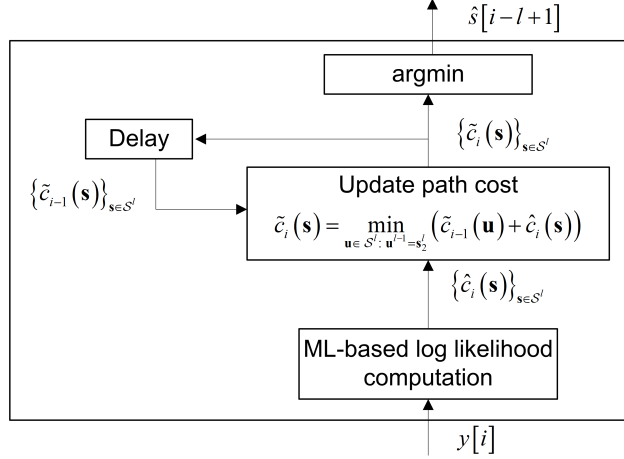 ŝ[i−l+1]
argmin
Delay
{c̃ᵢ(𝐬)}_{𝐬∈𝒮ˡ}
{c̃ᵢ₋₁(𝐬)}_{𝐬∈𝒮ˡ}
Update path cost
c̃ᵢ(𝐬) = min_{𝐮∈𝒮ˡ: 𝐮^{l−1}=𝐬₂ˡ} (c̃ᵢ₋₁(𝐮) + ĉᵢ(𝐬))
{ĉᵢ(𝐬)}_{𝐬∈𝒮ˡ}
ML-based log likelihood
computation
y[i]